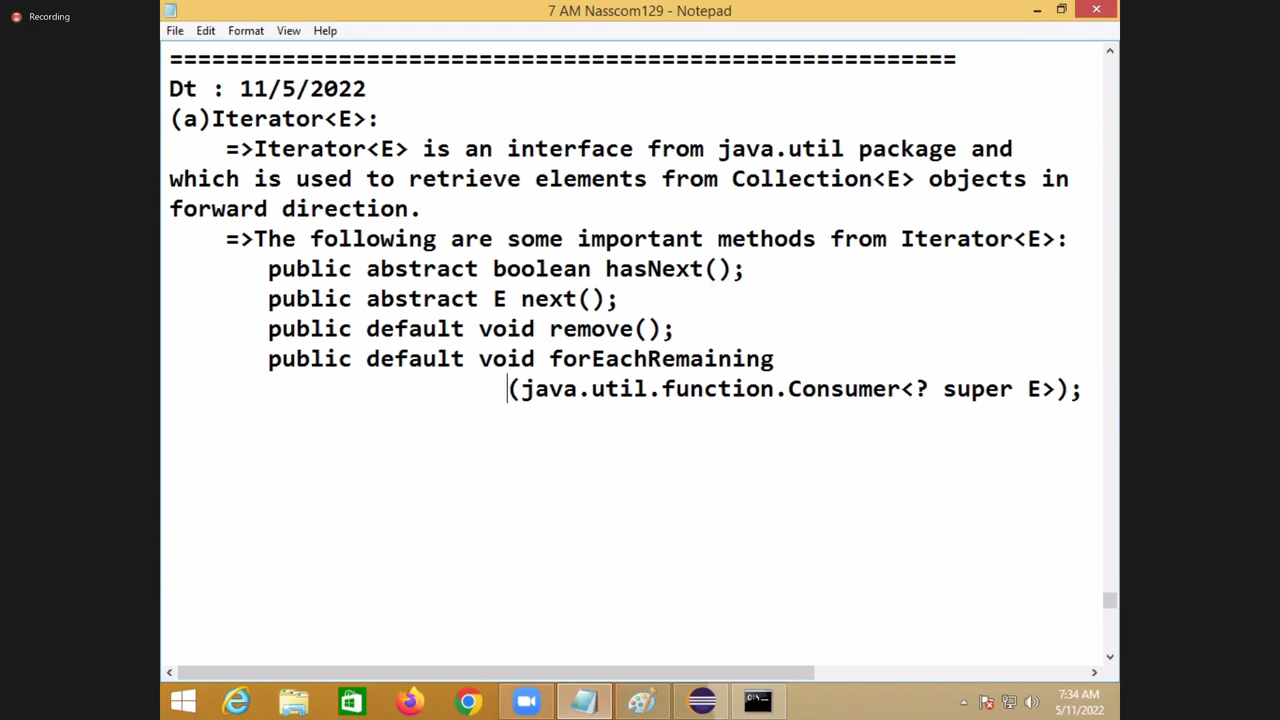 Recording
7 AM Nasscom129 - Notepad
File Edit Format View Help
========================================================
Dt : 11/5/2022
(a)Iterator<E>:
=>Iterator<E> is an interface from java.util package and
which is used to retrieve elements from Collection<E> objects in
forward direction.
=>The following are some important methods from Iterator<E>:
public abstract boolean hasNext();
public abstract E next();
public default void remove();
public default void forEachRemaining
(java.util.function.Consumer<? super E>);
7:34 AM
5/11/2022